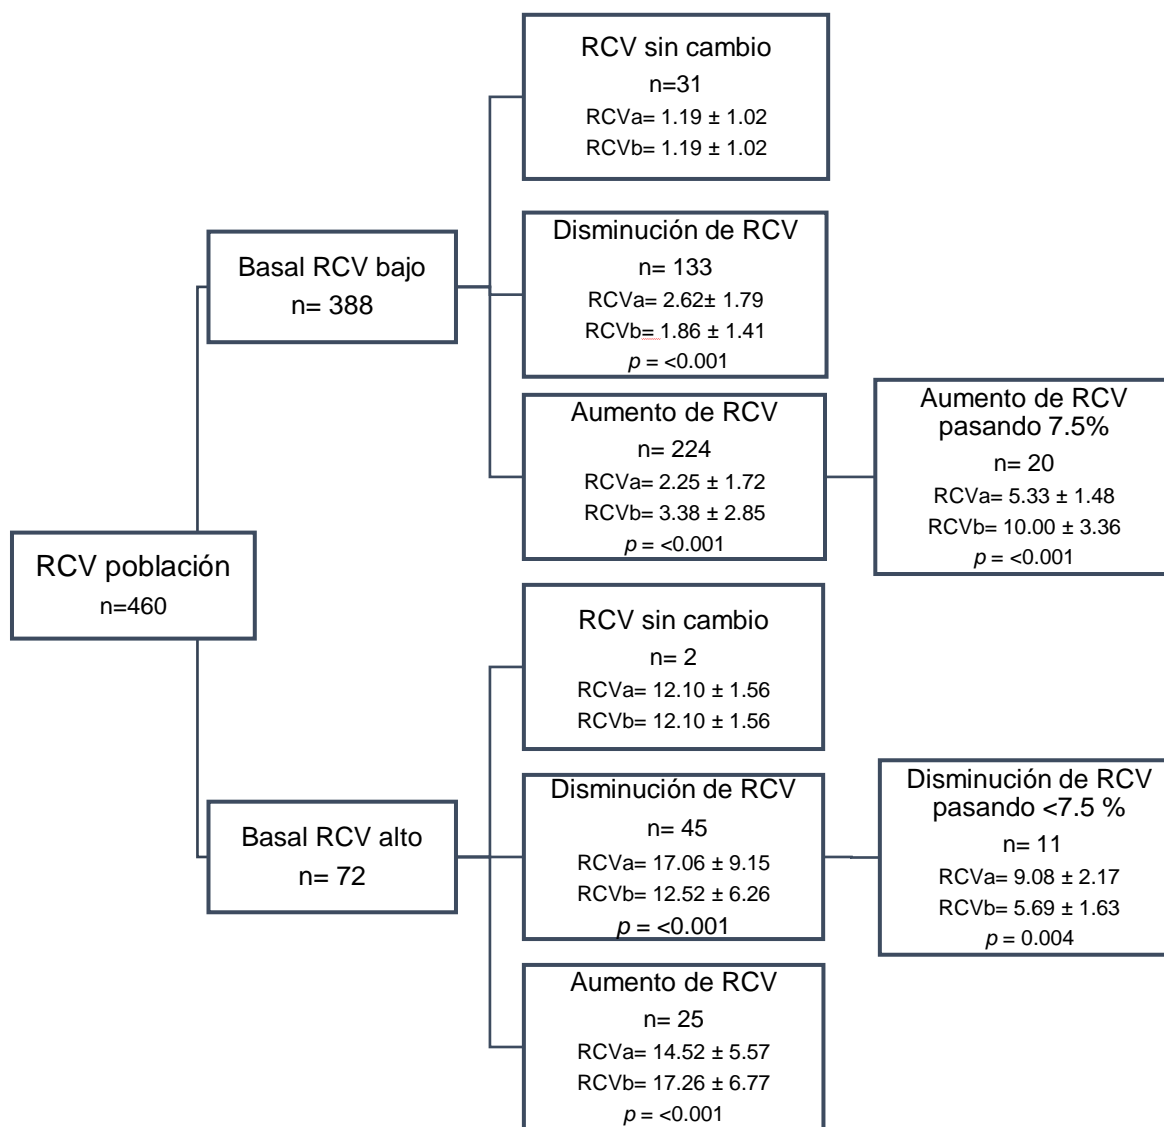 RCV población
n=460
Basal RCV bajo
n= 388
RCV sin cambio
n=31
RCVa= 1.19 ± 1.02
RCVb= 1.19 ± 1.02
Disminución de RCV
n= 133
RCVa= 2.62± 1.79
RCVb= 1.86 ± 1.41
p = <0.001
Aumento de RCV
n= 224
RCVa= 2.25 ± 1.72
RCVb= 3.38 ± 2.85
p = <0.001
Aumento de RCV
pasando 7.5%
n= 20
RCVa= 5.33 ± 1.48
RCVb= 10.00 ± 3.36
p = <0.001
Basal RCV alto
n= 72
RCV sin cambio
n= 2
RCVa= 12.10 ± 1.56
RCVb= 12.10 ± 1.56
Disminución de RCV
n= 45
RCVa= 17.06 ± 9.15
RCVb= 12.52 ± 6.26
p = <0.001
Disminución de RCV
pasando <7.5 %
n= 11
RCVa= 9.08 ± 2.17
RCVb= 5.69 ± 1.63
p = 0.004
Aumento de RCV
n= 25
RCVa= 14.52 ± 5.57
RCVb= 17.26 ± 6.77
p = <0.001